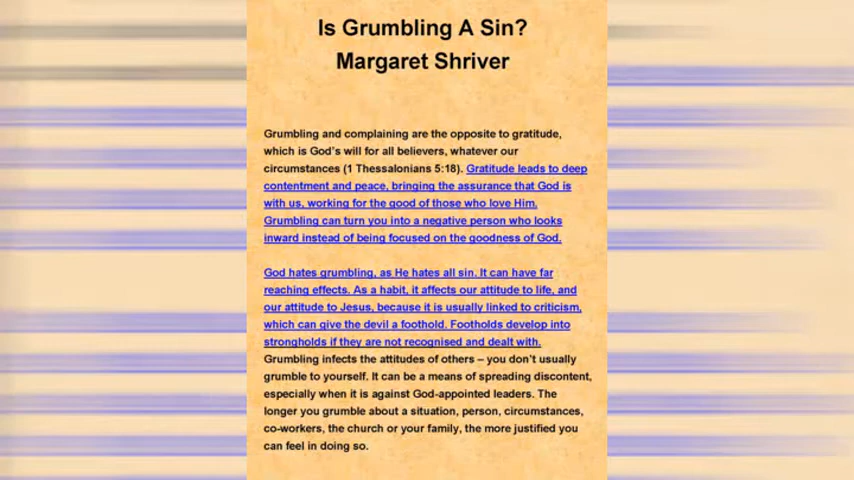 Is Grumbling A Sin?
Margaret Shriver
Grumbling and complaining are the opposite to gratitude,
which is God's will for all believers, whatever our
circumstances (1 Thessalonians 5:18). Gratitude leads to deep
contentment and peace, bringing the assurance that God is
with us, working for the good of those who love Him.
Grumbling can turn you into a negative person who looks
inward instead of being focused on the goodness of God.
God hates grumbling, as He hates all sin. It can have far
reaching effects. As a habit, it affects our attitude to life, and
our attitude to Jesus, because it is usually linked to criticism,
which can give the devil a foothold. Footholds develop into
strongholds if they are not recognised and dealt with.
Grumbling infects the attitudes of others – you don't usually
grumble to yourself. It can be a means of spreading discontent,
especially when it is against God-appointed leaders. The
longer you grumble about a situation, person, circumstances,
co-workers, the church or your family, the more justified you
can feel in doing so.